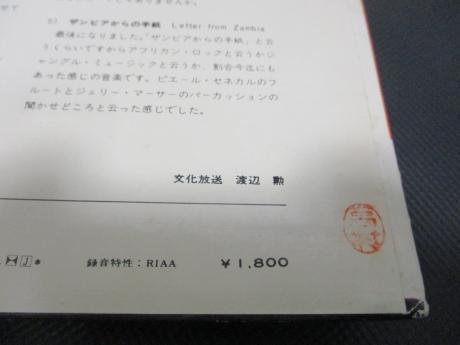 せて
5) ザンビアからの手紙 Letter from Zambia
最後になりました。「ザンビアからの手紙」と云
うくらいですからアフリカン・ロックと云うかジ
ャングル・ミュージックと云うか、割合今迄にも
あった感じの音楽です。ピエール・セネカルのフ
ルートとジェリー・マーサーのパーカッションの
聞かせどころと云った感じでした。
文化放送 渡辺 勲
J * 録音特性：RIAA ¥1,800